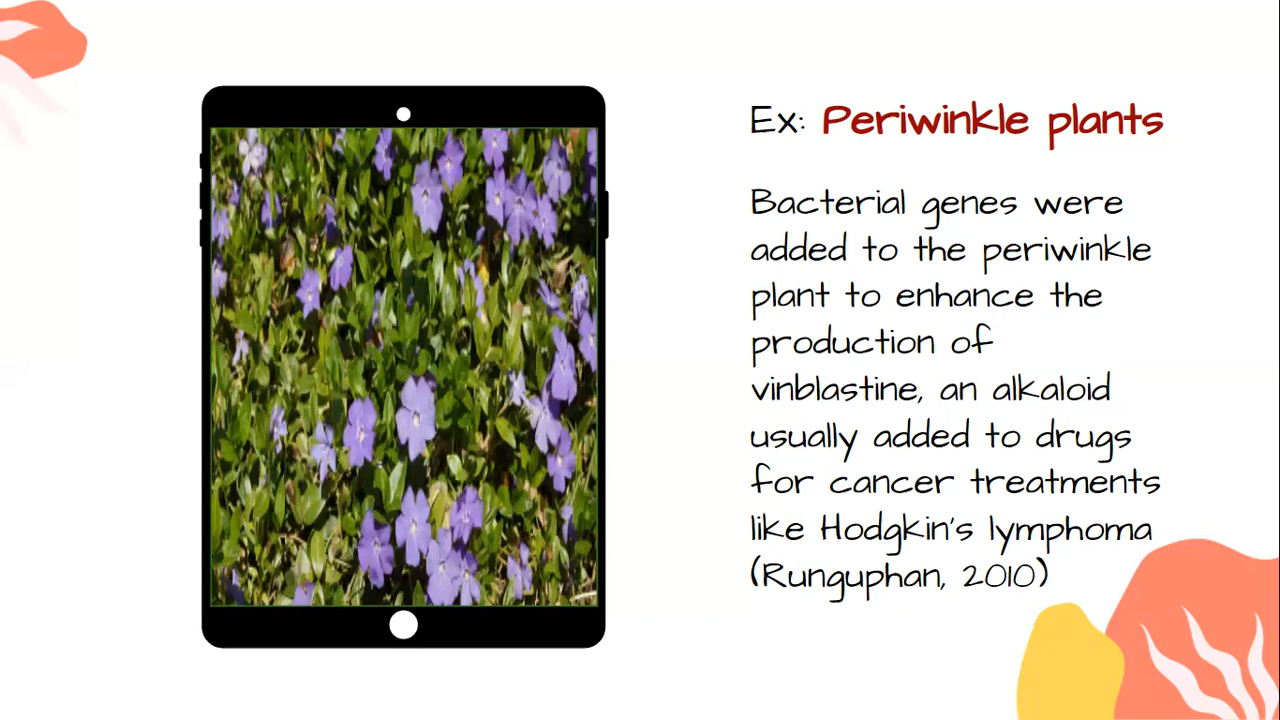 Ex: Periwinkle plants
Bacterial genes were
added to the periwinkle
plant to enhance the
production of
vinblastine, an alkaloid
usually added to drugs
for cancer treatments
like Hodgkin's lymphoma
(Runguphan, 2010)